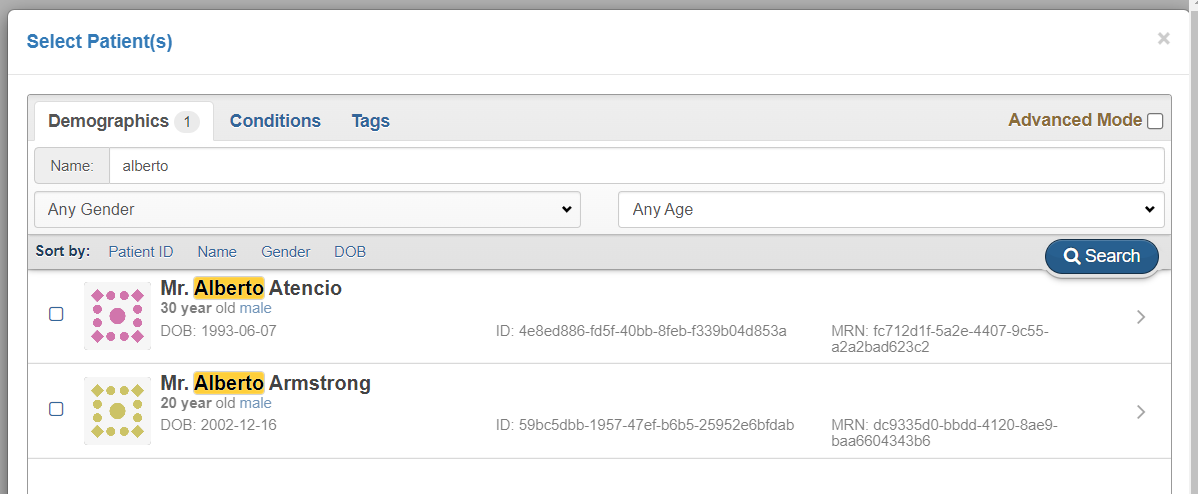 Select Patient(s)
×
Demographics 1 Conditions Tags Advanced Mode
Name: alberto
Any Gender Any Age
Sort by: Patient ID Name Gender DOB Search
Mr. Alberto Atencio
30 year old male
DOB: 1993-06-07 ID: 4e8ed886-fd5f-40bb-8feb-f339b04d853a MRN: fc712d1f-5a2e-4407-9c55-
a2a2bad623c2
Mr. Alberto Armstrong
20 year old male
DOB: 2002-12-16 ID: 59bc5dbb-1957-47ef-b6b5-25952e6bfdab MRN: dc9335d0-bbdd-4120-8ae9-
baa6604343b6